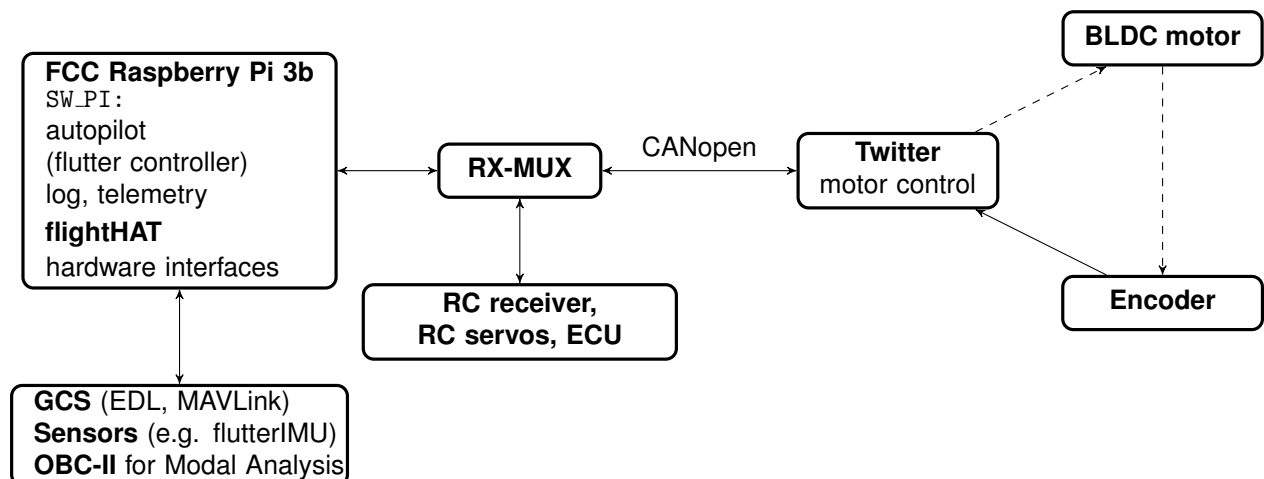 FCC Raspberry Pi 3b
SW_PI:
autopilot
(flutter controller)
log, telemetry
flightHAT
hardware interfaces
GCS (EDL, MAVLink)
Sensors (e.g. flutterIMU)
OBC-II for Modal Analysis
RX-MUX
RC receiver,
RC servos, ECU
CANopen
Twitter
motor control
BLDC motor
Encoder